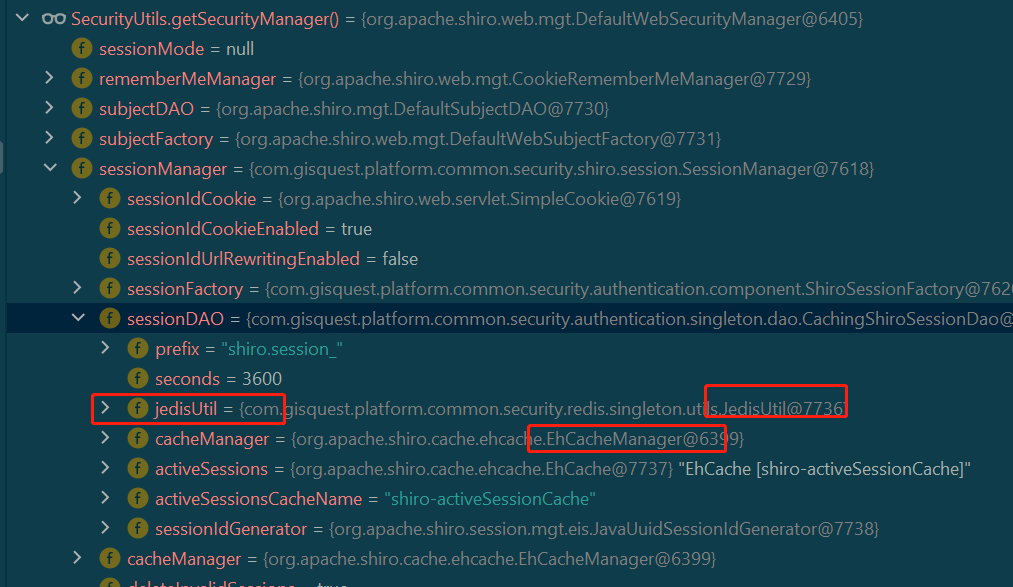 SecurityUtils.getSecurityManager() = {org.apache.shiro.web.mgt.DefaultWebSecurityManager@6405}
f sessionMode = null
f rememberMeManager = {org.apache.shiro.web.mgt.CookieRememberMeManager@7729}
f subjectDAO = {org.apache.shiro.mgt.DefaultSubjectDAO@7730}
f subjectFactory = {org.apache.shiro.web.mgt.DefaultWebSubjectFactory@7731}
f sessionManager = {com.gisquest.platform.common.security.shiro.session.SessionManager@7618}
f sessionIdCookie = {org.apache.shiro.web.servlet.SimpleCookie@7619}
f sessionIdCookieEnabled = true
f sessionIdUrlRewritingEnabled = false
f sessionFactory = {com.gisquest.platform.common.security.authentication.component.ShiroSessionFactory@762
f sessionDAO = {com.gisquest.platform.common.security.authentication.singleton.dao.CachingShiroSessionDao@
f prefix = "shiro.session_"
f seconds = 3600
f jedisUtil = {com.gisquest.platform.common.security.redis.singleton.utils.JedisUtil@7736
f cacheManager = {org.apache.shiro.cache.ehcache.EhCacheManager@6399}
f activeSessions = {org.apache.shiro.cache.ehcache.EhCache@7737} "EhCache [shiro-activeSessionCache]"
f activeSessionsCacheName = "shiro-activeSessionCache"
f sessionIdGenerator = {org.apache.shiro.session.mgt.eis.JavaUuidSessionIdGenerator@7738}
f cacheManager = {org.apache.shiro.cache.ehcache.EhCacheManager@6399}
f deleteInvalidSessions = true